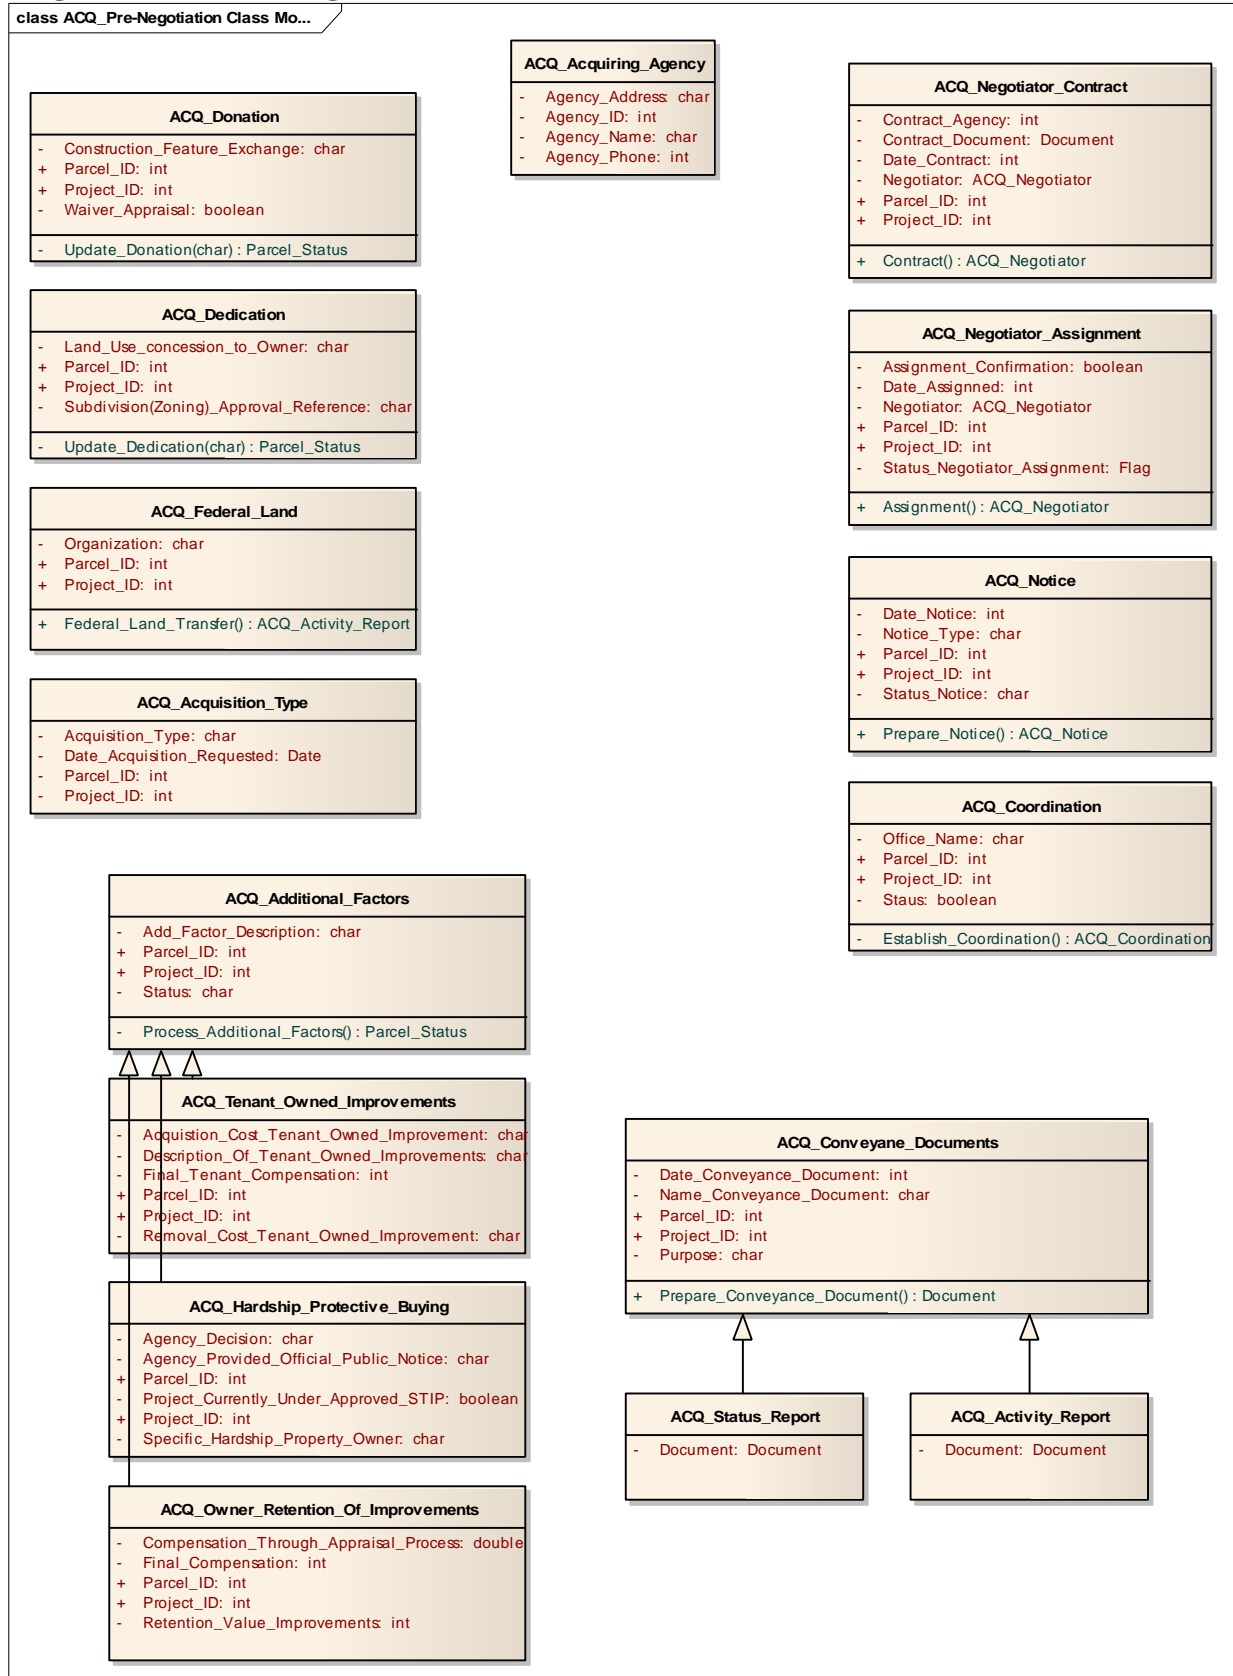 class ACQ_Pre-Negotiation Class Mo...
ACQ_Acquiring_Agency
- Agency_Address: char
- Agency_ID: int
- Agency_Name: char
- Agency_Phone: int
ACQ_Donation
- Construction_Feature_Exchange: char
+ Parcel_ID: int
+ Project_ID: int
- Waiver_Appraisal: boolean
- Update_Donation(char) : Parcel_Status
ACQ_Dedication
- Land_Use_concession_to_Owner: char
+ Parcel_ID: int
+ Project_ID: int
- Subdivision(Zoning)_Approval_Reference: char
- Update_Dedication(char) : Parcel_Status
ACQ_Federal_Land
- Organization: char
+ Parcel_ID: int
+ Project_ID: int
+ Federal_Land_Transfer() : ACQ_Activity_Report
ACQ_Acquisition_Type
- Acquisition_Type: char
- Date_Acquisition_Requested: Date
- Parcel_ID: int
- Project_ID: int
ACQ_Negotiator_Contract
- Contract_Agency: int
- Contract_Document: Document
- Date_Contract: int
- Negotiator: ACQ_Negotiator
+ Parcel_ID: int
+ Project_ID: int
+ Contract() : ACQ_Negotiator
ACQ_Negotiator_Assignment
- Assignment_Confirmation: boolean
- Date_Assignned: int
- Negotiator: ACQ_Negotiator
+ Parcel_ID: int
+ Project_ID: int
- Status_Negotiator_Assignment: Flag
+ Assignment() : ACQ_Negotiator
ACQ_Notice
- Date_Notice: int
- Notice_Type: char
+ Parcel_ID: int
+ Project_ID: int
- Status_Notice: char
+ Prepare_Notice() : ACQ_Notice
ACQ_Coordination
- Office_Name: char
+ Parcel_ID: int
+ Project_ID: int
- Staus: boolean
- Establish_Coordination() : ACQ_Coordination
ACQ_Additional_Factors
- Add_Factor_Description: char
+ Parcel_ID: int
+ Project_ID: int
- Status: char
- Process_Additional_Factors() : Parcel_Status
ACQ_Tenant_Owned_Improvements
- Acquistion_Cost_Tenant_Owned_Improvement: char
- Description_Of_Tenant_Owned_Improvements: char
- Final_Tenant_Compensation: int
+ Parcel_ID: int
+ Project_ID: int
- Removal_Cost_Tenant_Owned_Improvement: char
ACQ_Hardship_Protective_Buying
- Agency_Decision: char
- Agency_Provided_Official_Public_Notice: char
+ Parcel_ID: int
- Project_Currently_Under_Approved_STIP: boolean
+ Project_ID: int
- Specific_Hardship_Property_Owner: char
ACQ_Owner_Retention_Of_Improvements
- Compensation_Through_Appraisal_Process: double
- Final_Compensation: int
+ Parcel_ID: int
+ Project_ID: int
- Retention_Value_Improvements: int
ACQ_Conveyane_Documents
- Date_Conveyance_Document: int
- Name_Conveyance_Document: char
+ Parcel_ID: int
+ Project_ID: int
- Purpose: char
+ Prepare_Conveyance_Document() : Document
ACQ_Status_Report
- Document: Document
ACQ_Activity_Report
- Document: Document